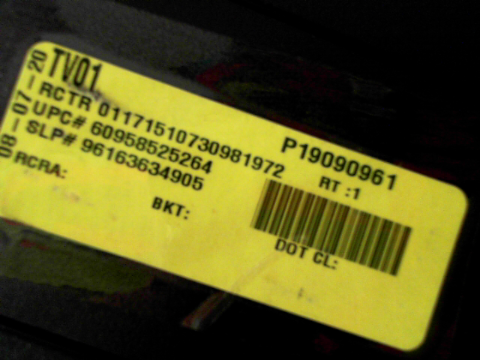 TV01
RCTR 01171510730981972
UPC# 60958525264
SLP# 96163634905
RCRA:
BKT:
P19090961
RT :1
DOT CL:
08-07-20